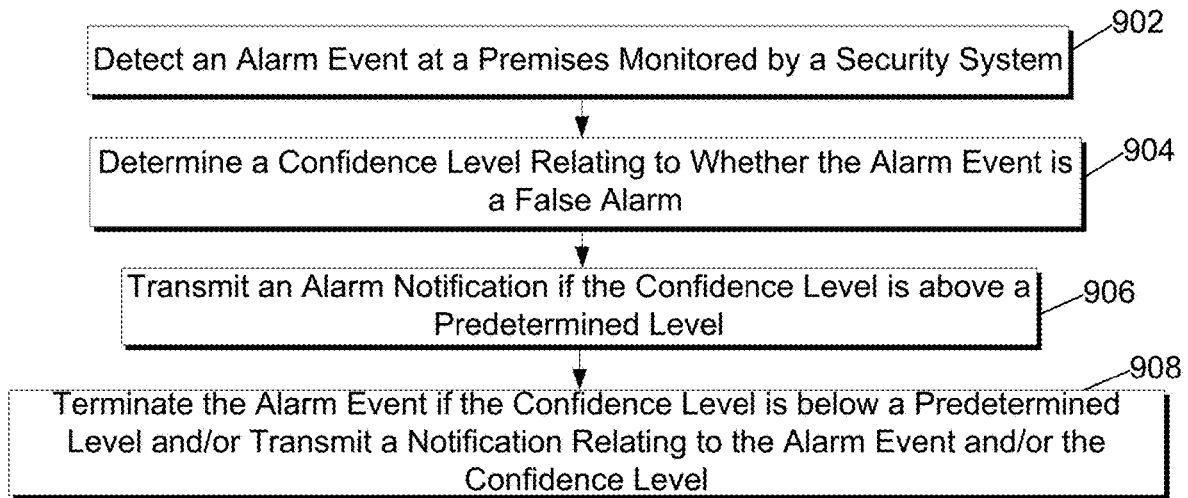 902
Detect an Alarm Event at a Premises Monitored by a Security System
904
Determine a Confidence Level Relating to Whether the Alarm Event is
a False Alarm
906
Transmit an Alarm Notification if the Confidence Level is above a
Predetermined Level
908
Terminate the Alarm Event if the Confidence Level is below a Predetermined
Level and/or Transmit a Notification Relating to the Alarm Event and/or the
Confidence Level